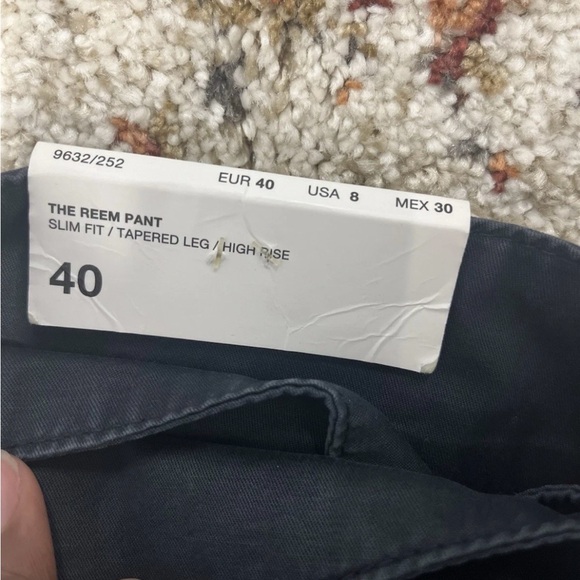 9632/252
EUR 40 USA 8 MEX 30
THE REEM PANT
SLIM FIT / TAPERED LEG / HIGH RISE
40